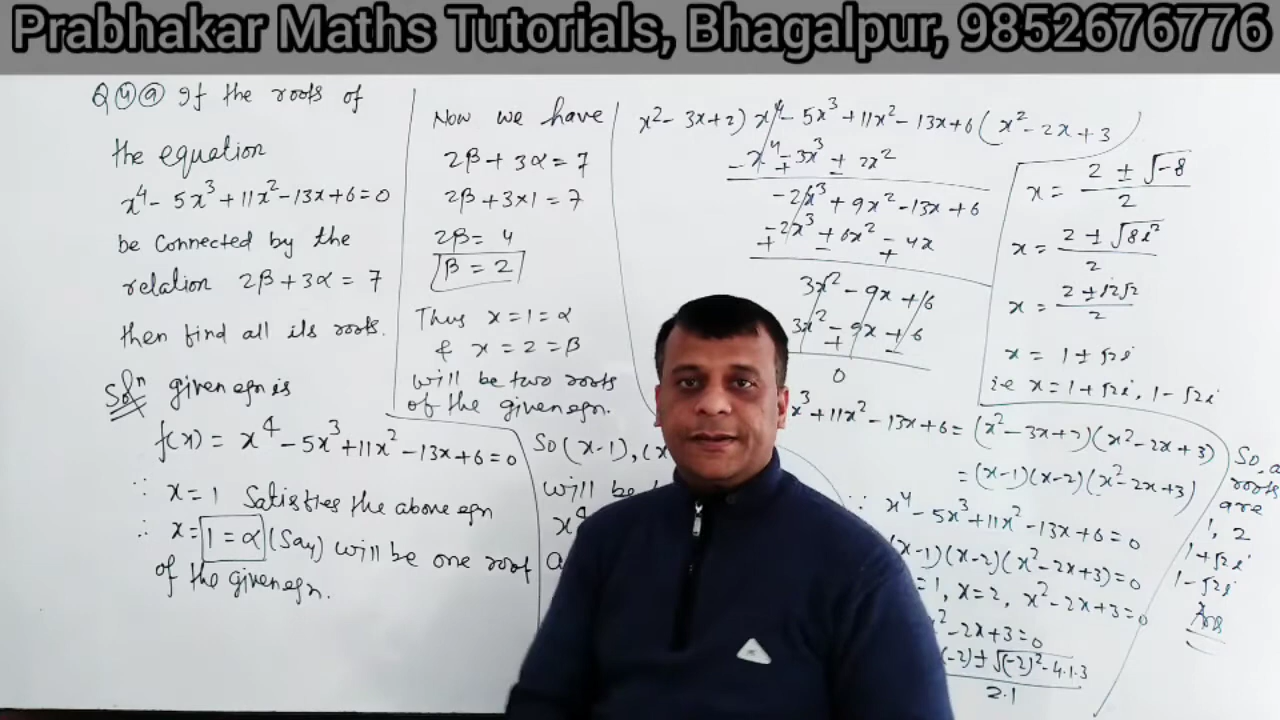 Prabhakar Maths Tutorials, Bhagalpur, 9852676776
Q 4 a If the roots of
the equation
x⁴ - 5x³ + 11x² - 13x + 6 = 0
be connected by the
relation 2β + 3α = 7
then find all its roots.
Solⁿ given eqn is
f(x) = x⁴ - 5x³ + 11x² - 13x + 6 = 0
∵ x = 1 Satisfies the above eqn
∴ x = 1 = α (Say) will be one root
of the given eqn.
Now we have
2β + 3α = 7
2β + 3×1 = 7
2β = 4
β = 2
Thus x = 1 = α
& x = 2 = β
will be two roots
of the given eqn.
So (x-1), (x
will be
x⁴
x² - 3x + 2) x⁴ - 5x³ + 11x² - 13x + 6 (x² - 2x + 3
x⁴ - 3x³ + 2x²
- + -
-2x³ + 9x² - 13x + 6
-2x³ + 6x² - 4x
+ - +
3x² - 9x + 6
3x² - 9x + 6
+ -
0
x³ + 11x² - 13x + 6 = (x² - 3x + 2)(x² - 2x + 3)
= (x-1)(x-2)(x² - 2x + 3)
∵ x⁴ - 5x³ + 11x² - 13x + 6 = 0
(x-1)(x-2)(x² - 2x + 3) = 0
= 1, x = 2, x² - 2x + 3 = 0
x² - 2x + 3 = 0
(-2) ± √(-2)² - 4.1.3
2.1
x = 2 ± √-8
2
x = 2 ± √8i²
2
x = 2 ± i2√2
2
x = 1 ± √2i
i.e x = 1 + √2i, 1 - √2i
So, a
roots
are
1, 2
1 + √2i
1 - √2i
Ans